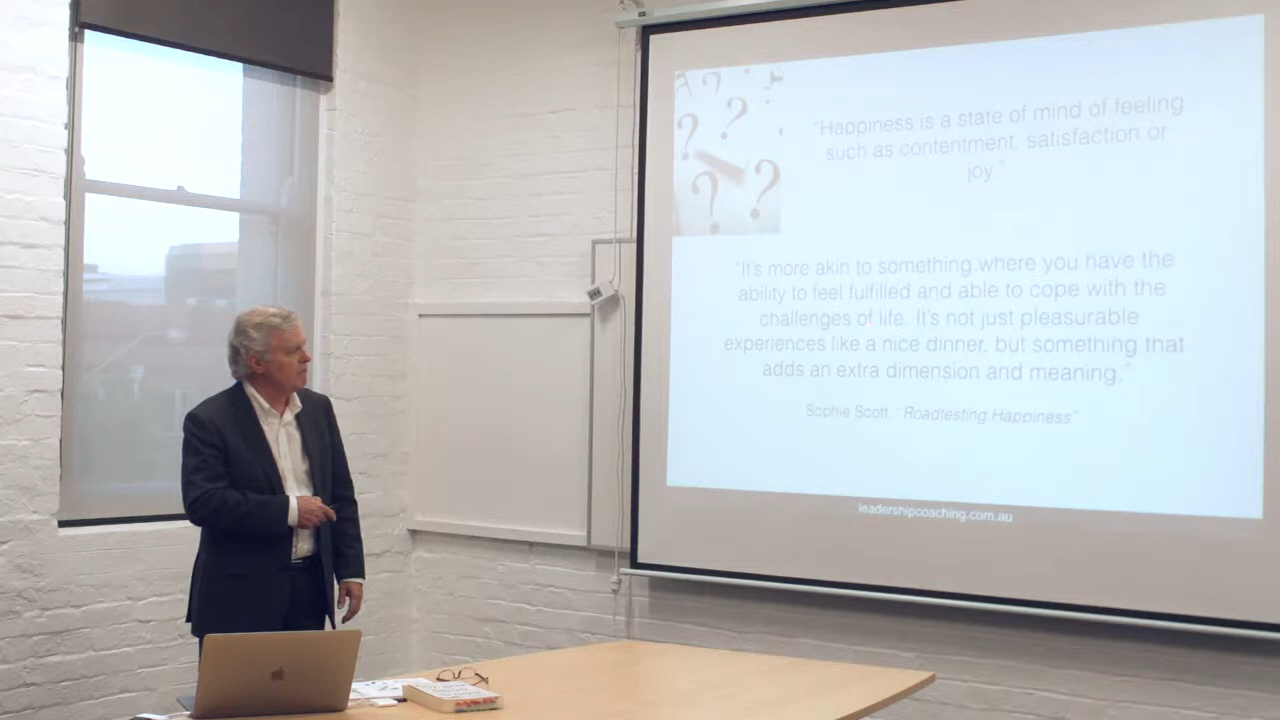 "Happiness is a state of mind of feeling
such as contentment, satisfaction or
joy."
"It's more akin to something where you have the
ability to feel fulfilled and able to cope with the
challenges of life. It's not just pleasurable
experiences like a nice dinner, but something that
adds an extra dimension and meaning."
Sophie Scott "Roadtesting Happiness"
leadershipcoaching.com.au